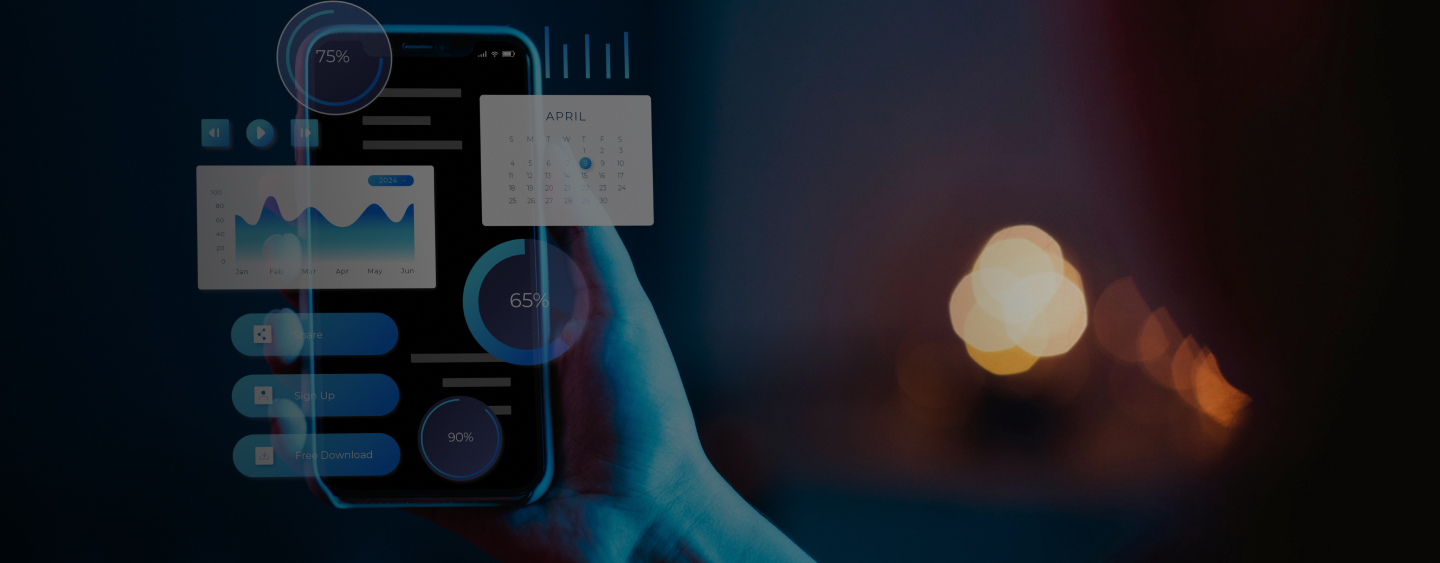 75%
APRIL
S M T W T F S
1 2 3
4 5 6 7 9 10
11 12 13 14 15 16 17
18 19 20 21 22 23 24
25 26 27 28 29 30
2024
100
80
60
40
20
0
Jan Feb Mar Apr May Jun
65%
Share
Sign Up
Free Download
90%